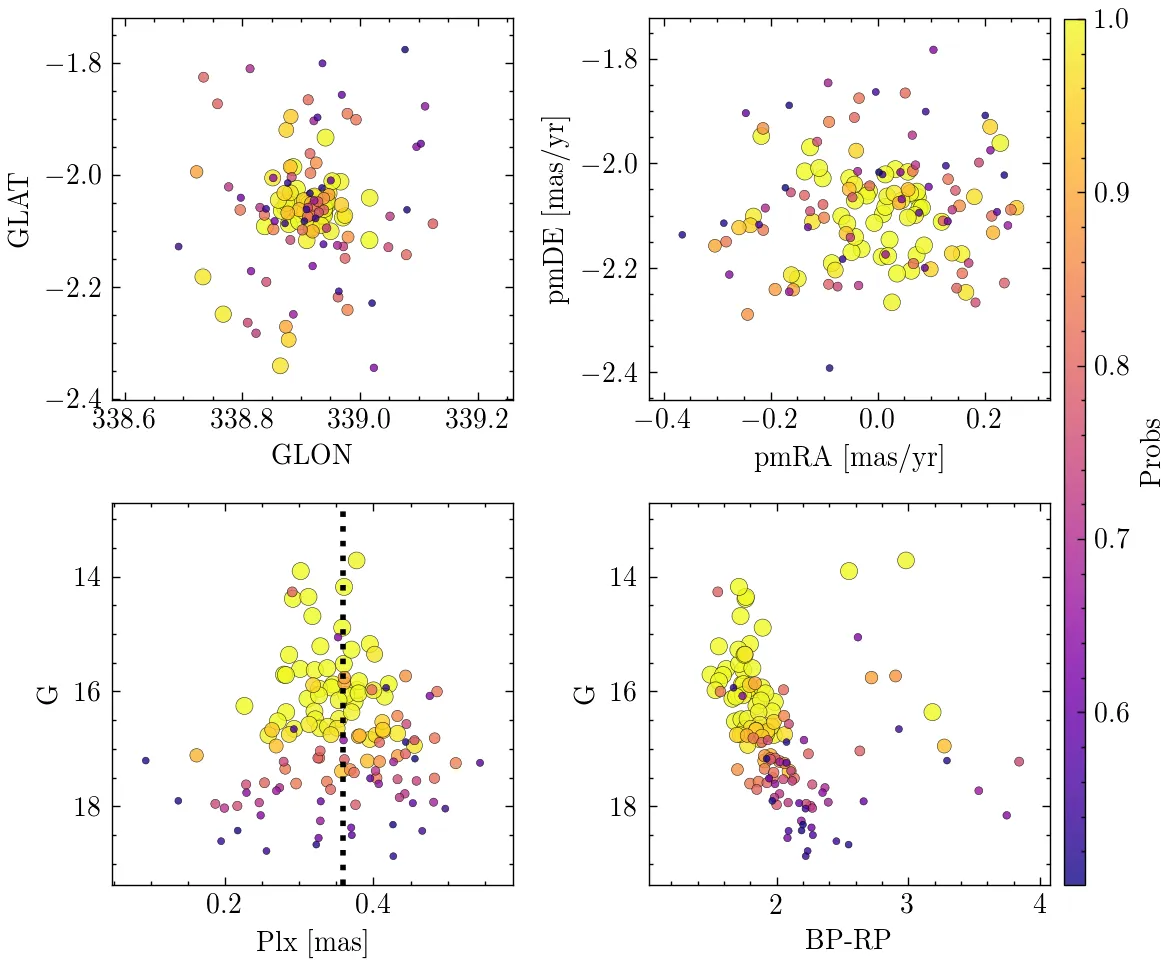 −1.8
−2.0
−2.2
−2.4
GLAT
338.6 338.8 339.0 339.2
GLON
−1.8
−2.0
−2.2
−2.4
pmDE [mas/yr]
−0.4 −0.2 0.0 0.2
pmRA [mas/yr]
14
16
18
G
0.2 0.4
Plx [mas]
14
16
18
G
2 3 4
BP-RP
1.0
0.9
0.8
0.7
0.6
Probs